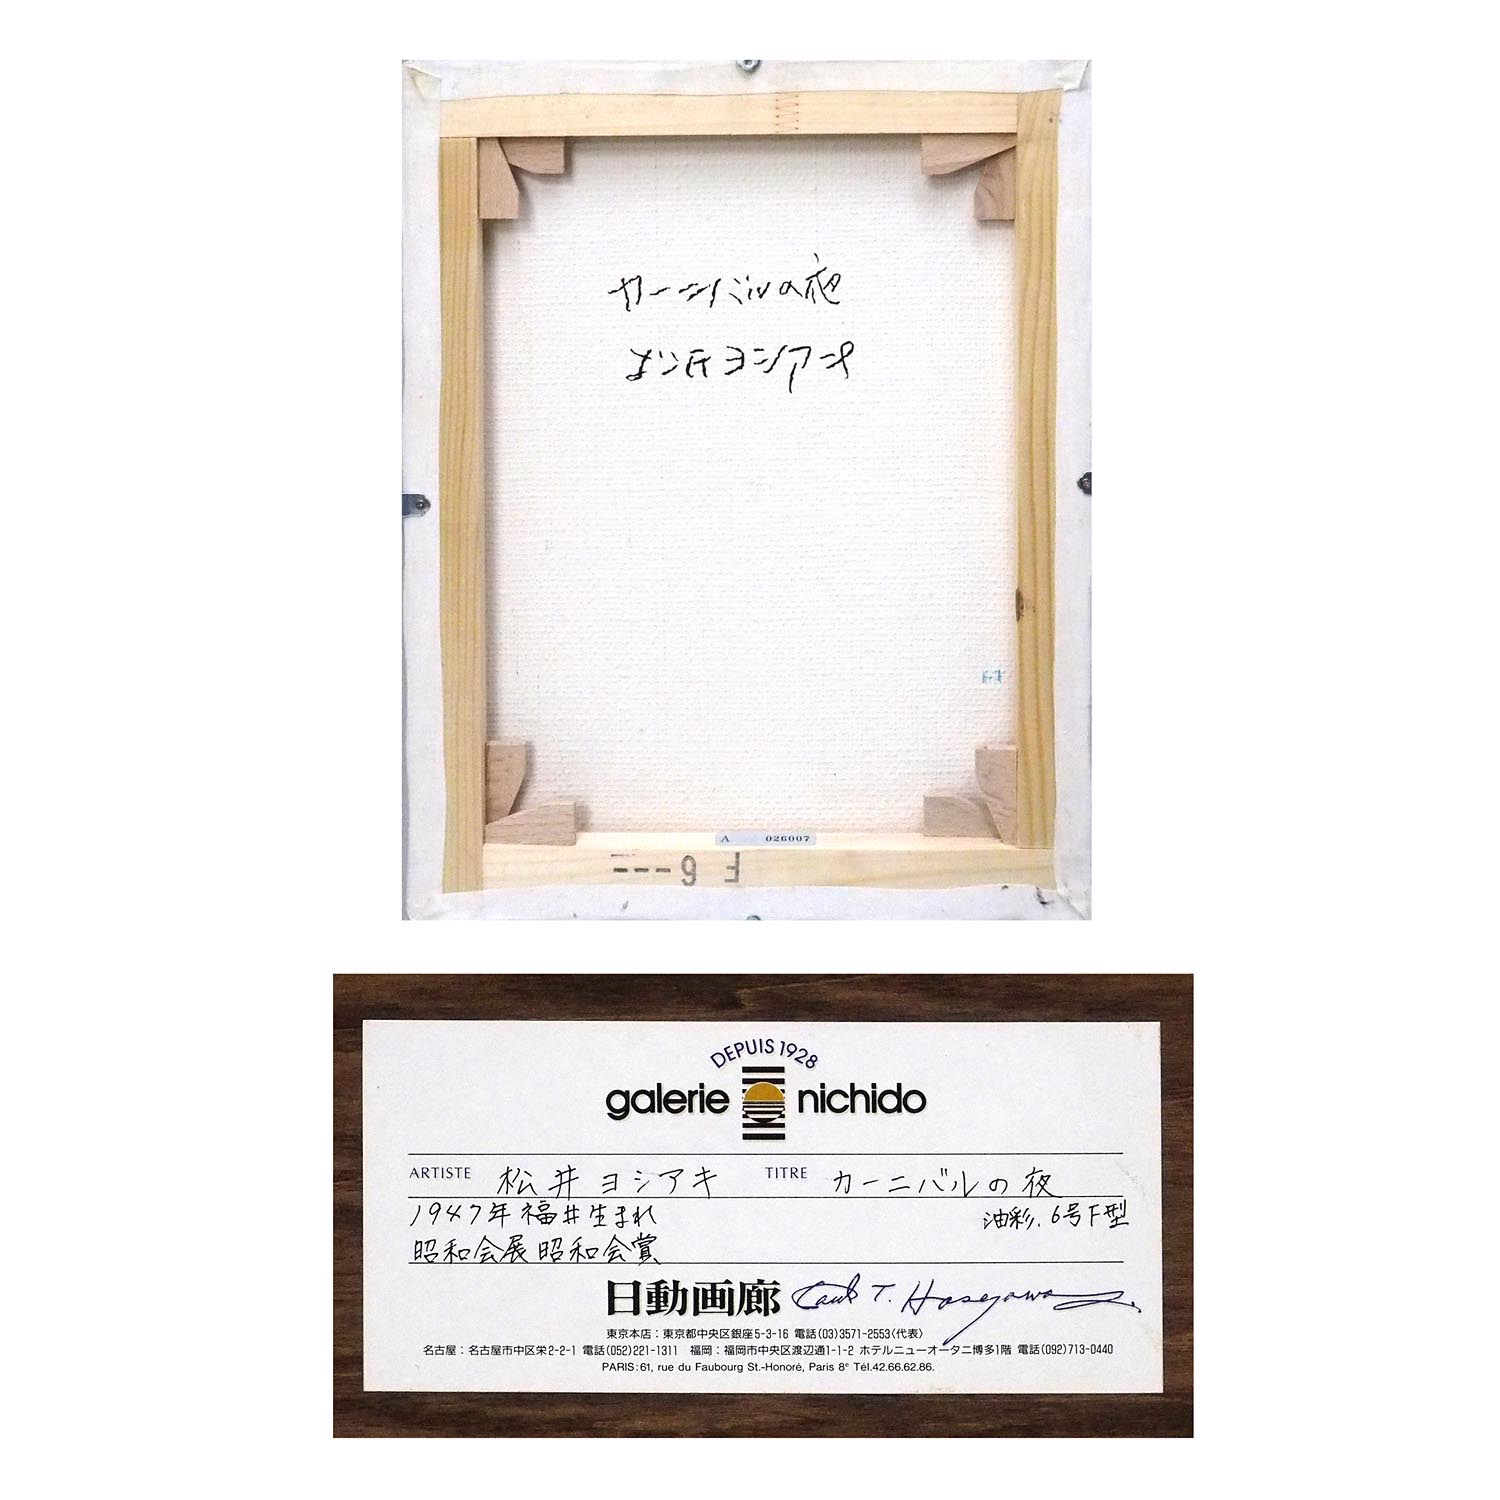 カーニバルの夜
松井ヨシアキ
A 026007
F 6---
DEPUIS 1928
galerie nichido
ARTISTE 松井ヨシアキ TITRE カーニバルの夜
1947年福井生まれ 油彩.6号F型
昭和会展昭和会賞
日動画廊 Paul T. Hasegawa
東京本店：東京都中央区銀座5-3-16 電話(03)3571-2553〈代表〉
名古屋：名古屋市中区栄2-2-1 電話(052)221-1311 福岡：福岡市中央区渡辺通1-1-2 ホテルニューオータニ博多1階 電話(092)713-0440
PARIS: 61, rue du Faubourg St.-Honoré, Paris 8e Tél.42.66.62.86.